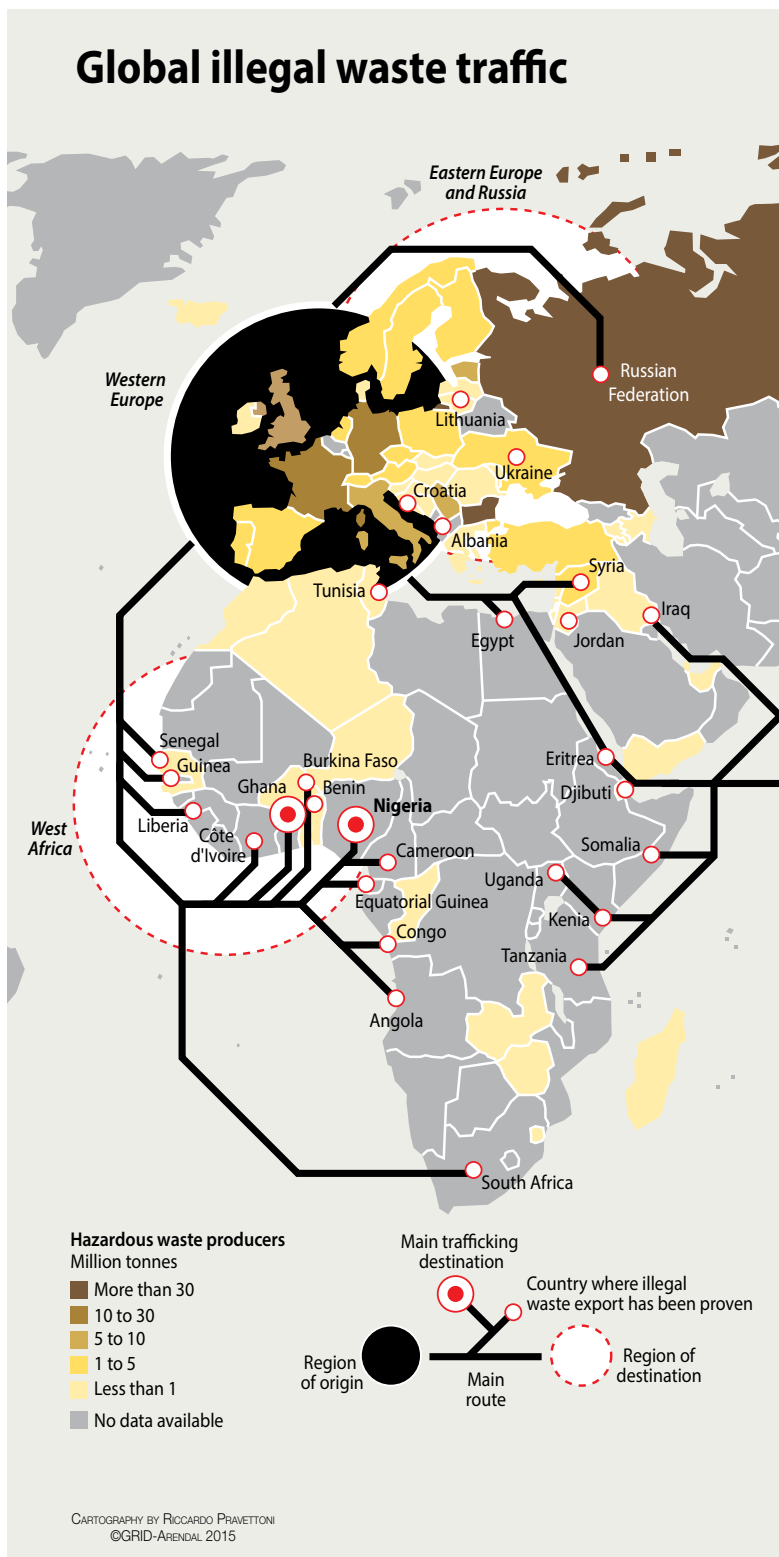 Global illegal waste traffic
Eastern Europe
and Russia
Western
Europe
Russian
Federation
Lithuania
Ukraine
Croatia
Albania
Syria
Tunisia
Iraq
Egypt
Jordan
Senegal
Guinea
Burkina Faso
Eritrea
Ghana
Benin
Djibuti
Nigeria
West
Africa
Liberia
Côte
d'Ivoire
Somalia
Cameroon
Uganda
Equatorial Guinea
Kenia
Congo
Tanzania
Angola
South Africa
Hazardous waste producers
Million tonnes
More than 30
10 to 30
5 to 10
1 to 5
Less than 1
No data available
Main trafficking
destination
Country where illegal
waste export has been proven
Region
of origin
Main
route
Region of
destination
Cartography by Riccardo Pravettoni
©GRID-Arendal 2015